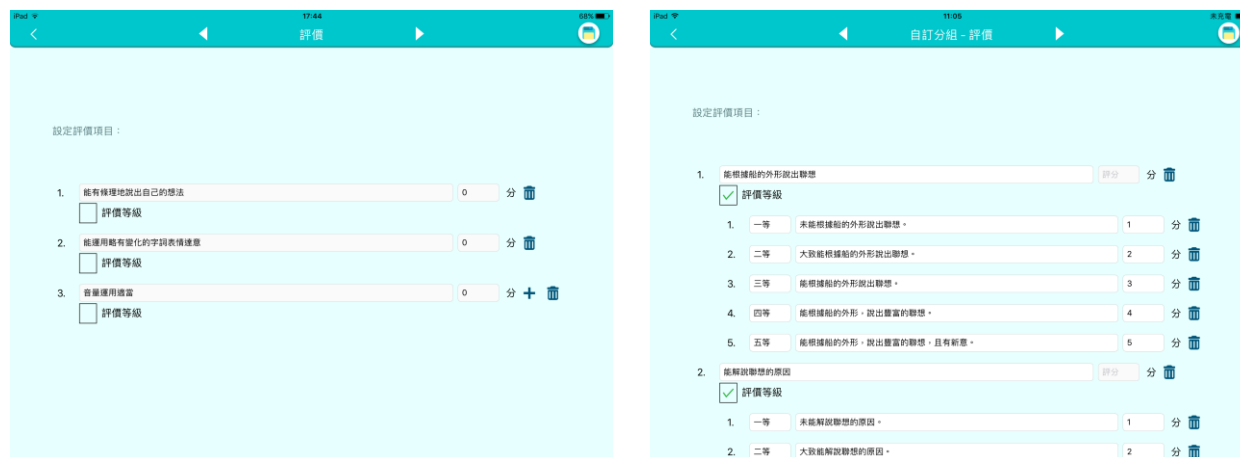 iPad 17:44 68%
評價
設定評價項目：
1. 能有條理地說出自己的想法 0 分
評價等級
2. 能運用略有變化的字詞表情達意 0 分
評價等級
3. 音量運用適當 0 分 +
評價等級
iPad 11:05 未充電
自訂分組 - 評價
設定評價項目：
1. 能根據船的外形說出聯想 評分 分
評價等級
1. 一等 未能根據船的外形說出聯想。 1 分
2. 二等 大致能根據船的外形說出聯想。 2 分
3. 三等 能根據船的外形說出聯想。 3 分
4. 四等 能根據船的外形，說出豐富的聯想。 4 分
5. 五等 能根據船的外形，說出豐富的聯想，且有新意。 5 分
2. 能解說聯想的原因 評分 分
評價等級
1. 一等 未能解說聯想的原因。 1 分
2. 二等 大致能解說聯想的原因。 2 分